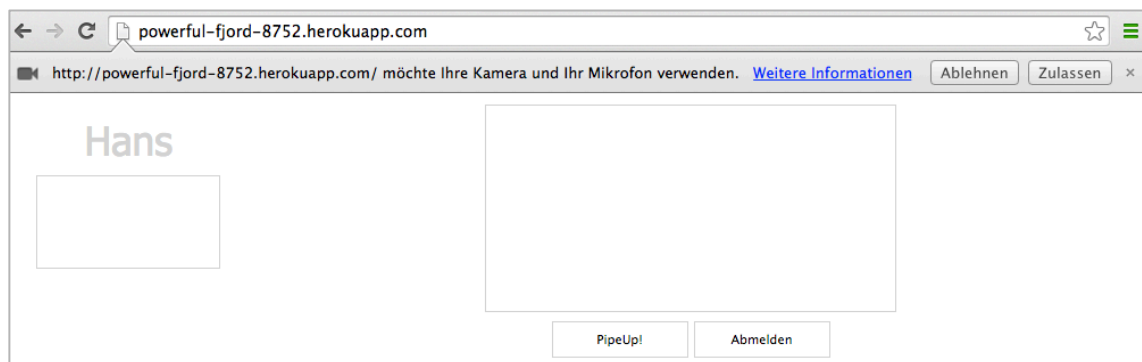 powerful-fjord-8752.herokuapp.com
http://powerful-fjord-8752.herokuapp.com/ möchte Ihre Kamera und Ihr Mikrofon verwenden. Weitere Informationen Ablehnen Zulassen ×
Hans
PipeUp! Abmelden